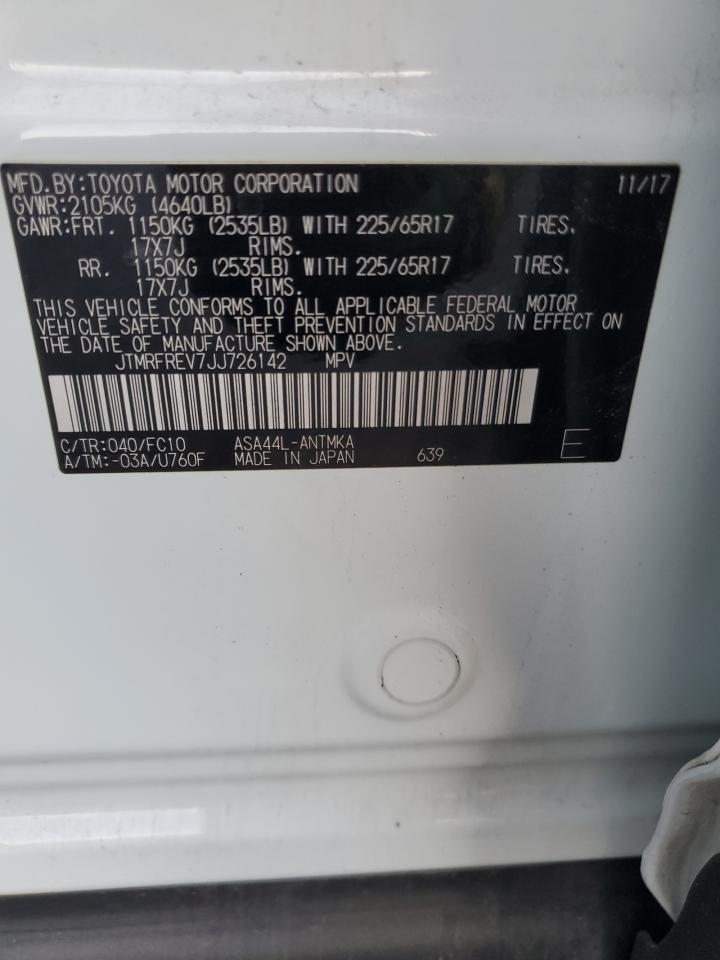 MFD.BY:TOYOTA MOTOR CORPORATION 11/17
GVWR:2105KG (4640LB)
GAWR:FRT. 1150KG (2535LB) WITH 225/65R17 TIRES.
17X7J RIMS.
RR. 1150KG (2535LB) WITH 225/65R17 TIRES.
17X7J RIMS.
THIS VEHICLE CONFORMS TO ALL APPLICABLE FEDERAL MOTOR
VEHICLE SAFETY AND THEFT PREVENTION STANDARDS IN EFFECT ON
THE DATE OF MANUFACTURE SHOWN ABOVE.
JTMRFREV7JJ726142 MPV
C/TR:040/FC10 ASA44L-ANTMKA
A/TM:-03A/U760F MADE IN JAPAN 639 E